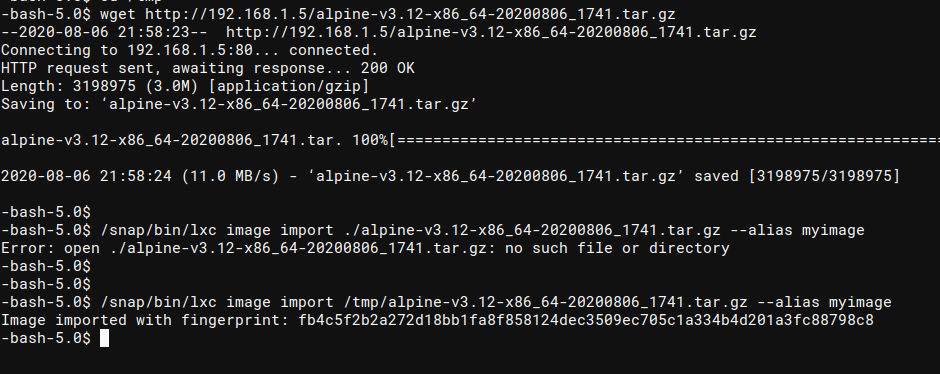 -bash-5.0$ cd /tmp
-bash-5.0$ wget http://192.168.1.5/alpine-v3.12-x86_64-20200806_1741.tar.gz
--2020-08-06 21:58:23--  http://192.168.1.5/alpine-v3.12-x86_64-20200806_1741.tar.gz
Connecting to 192.168.1.5:80... connected.
HTTP request sent, awaiting response... 200 OK
Length: 3198975 (3.0M) [application/gzip]
Saving to: ‘alpine-v3.12-x86_64-20200806_1741.tar.gz’
alpine-v3.12-x86_64-20200806_1741.tar. 100%[=============================================================
2020-08-06 21:58:24 (11.0 MB/s) - ‘alpine-v3.12-x86_64-20200806_1741.tar.gz’ saved [3198975/3198975]
-bash-5.0$
-bash-5.0$ /snap/bin/lxc image import ./alpine-v3.12-x86_64-20200806_1741.tar.gz --alias myimage
Error: open ./alpine-v3.12-x86_64-20200806_1741.tar.gz: no such file or directory
-bash-5.0$
-bash-5.0$
-bash-5.0$ /snap/bin/lxc image import /tmp/alpine-v3.12-x86_64-20200806_1741.tar.gz --alias myimage
Image imported with fingerprint: fb4c5f2b2a272d18bb1fa8f858124dec3509ec705c1a334b4d201a3fc88798c8
-bash-5.0$